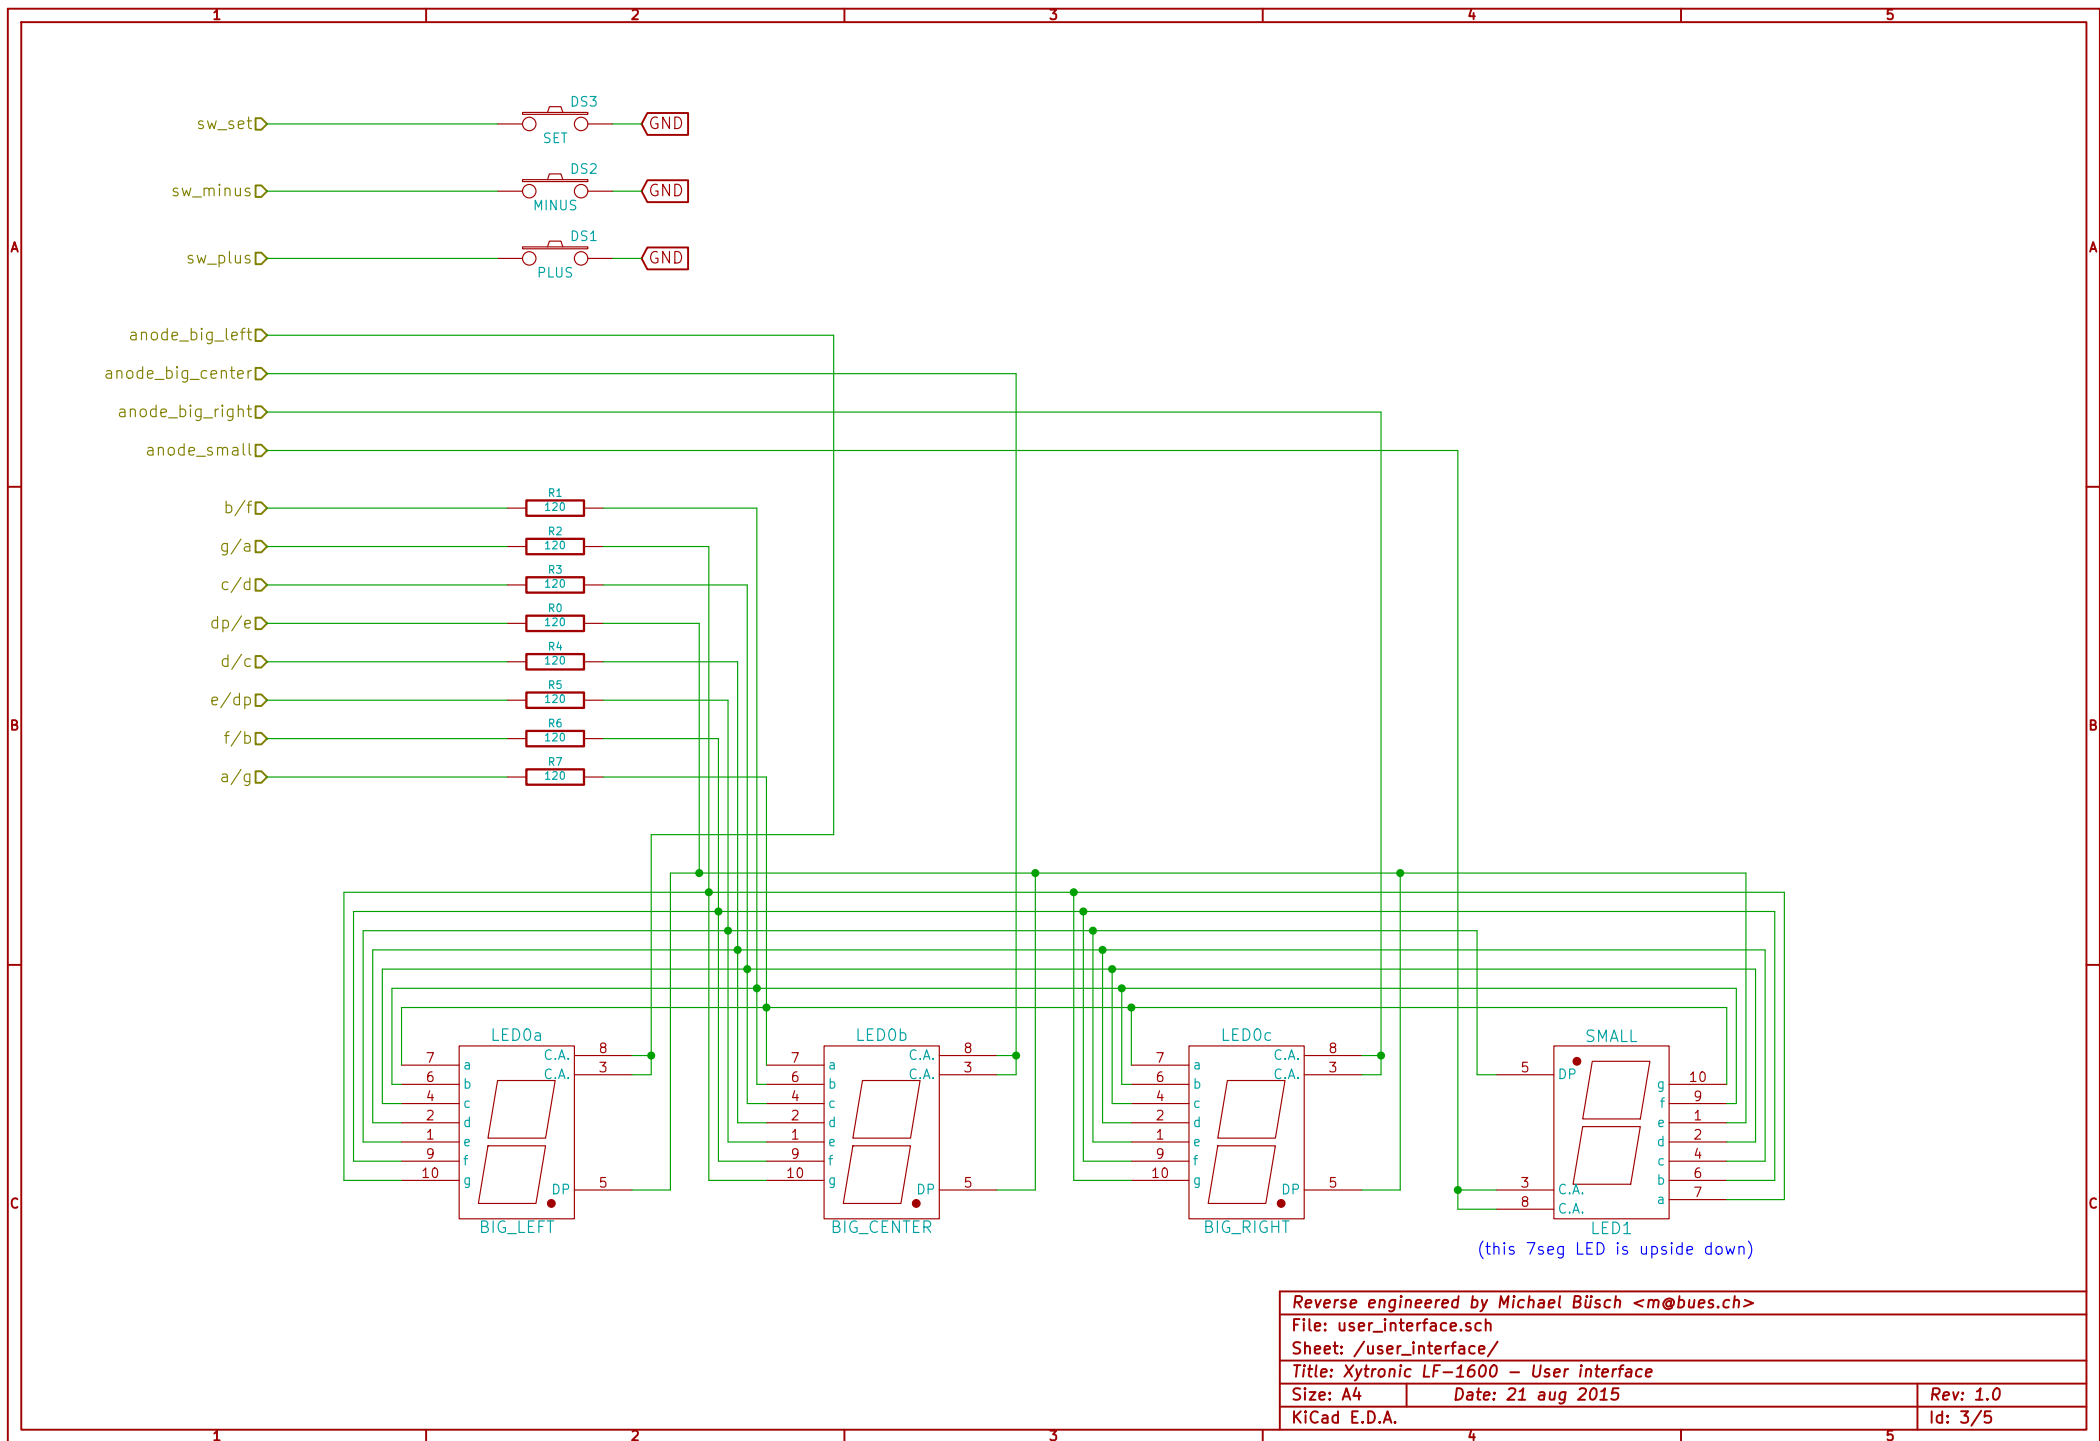 1 2 3 4 5
DS3
sw_set GND
SET
DS2
sw_minus GND
MINUS
DS1
A A
sw_plus GND
PLUS
anode_big_left
anode_big_center
anode_big_right
anode_small
R1
b/f 120
R2
g/a 120
R3
c/d 120
R0
dp/e 120
R4
d/c 120
R5
e/dp 120
B B
R6
f/b 120
R7
a/g 120
LED0a LED0b LED0c SMALL
7 a C.A. 8 7 a C.A. 8 7 a C.A. 8
6 b C.A. 3 6 b C.A. 3 6 b C.A. 3 5 DP g 10
4 c 4 c 4 c f 9
2 d 2 d 2 d e 1
1 e 1 e 1 e d 2
9 f 9 f 9 f c 4
10 g DP 5 10 g DP 5 10 g DP 5 3 C.A. b 6
8 C.A. a 7
C C
BIG_LEFT BIG_CENTER BIG_RIGHT LED1
(this 7seg LED is upside down)
Reverse engineered by Michael Büsch <m@bues.ch>
File: user_interface.sch
Sheet: /user_interface/
Title: Xytronic LF-1600 - User interface
Size: A4 Date: 21 aug 2015 Rev: 1.0
KiCad E.D.A. Id: 3/5
1 2 3 4 5